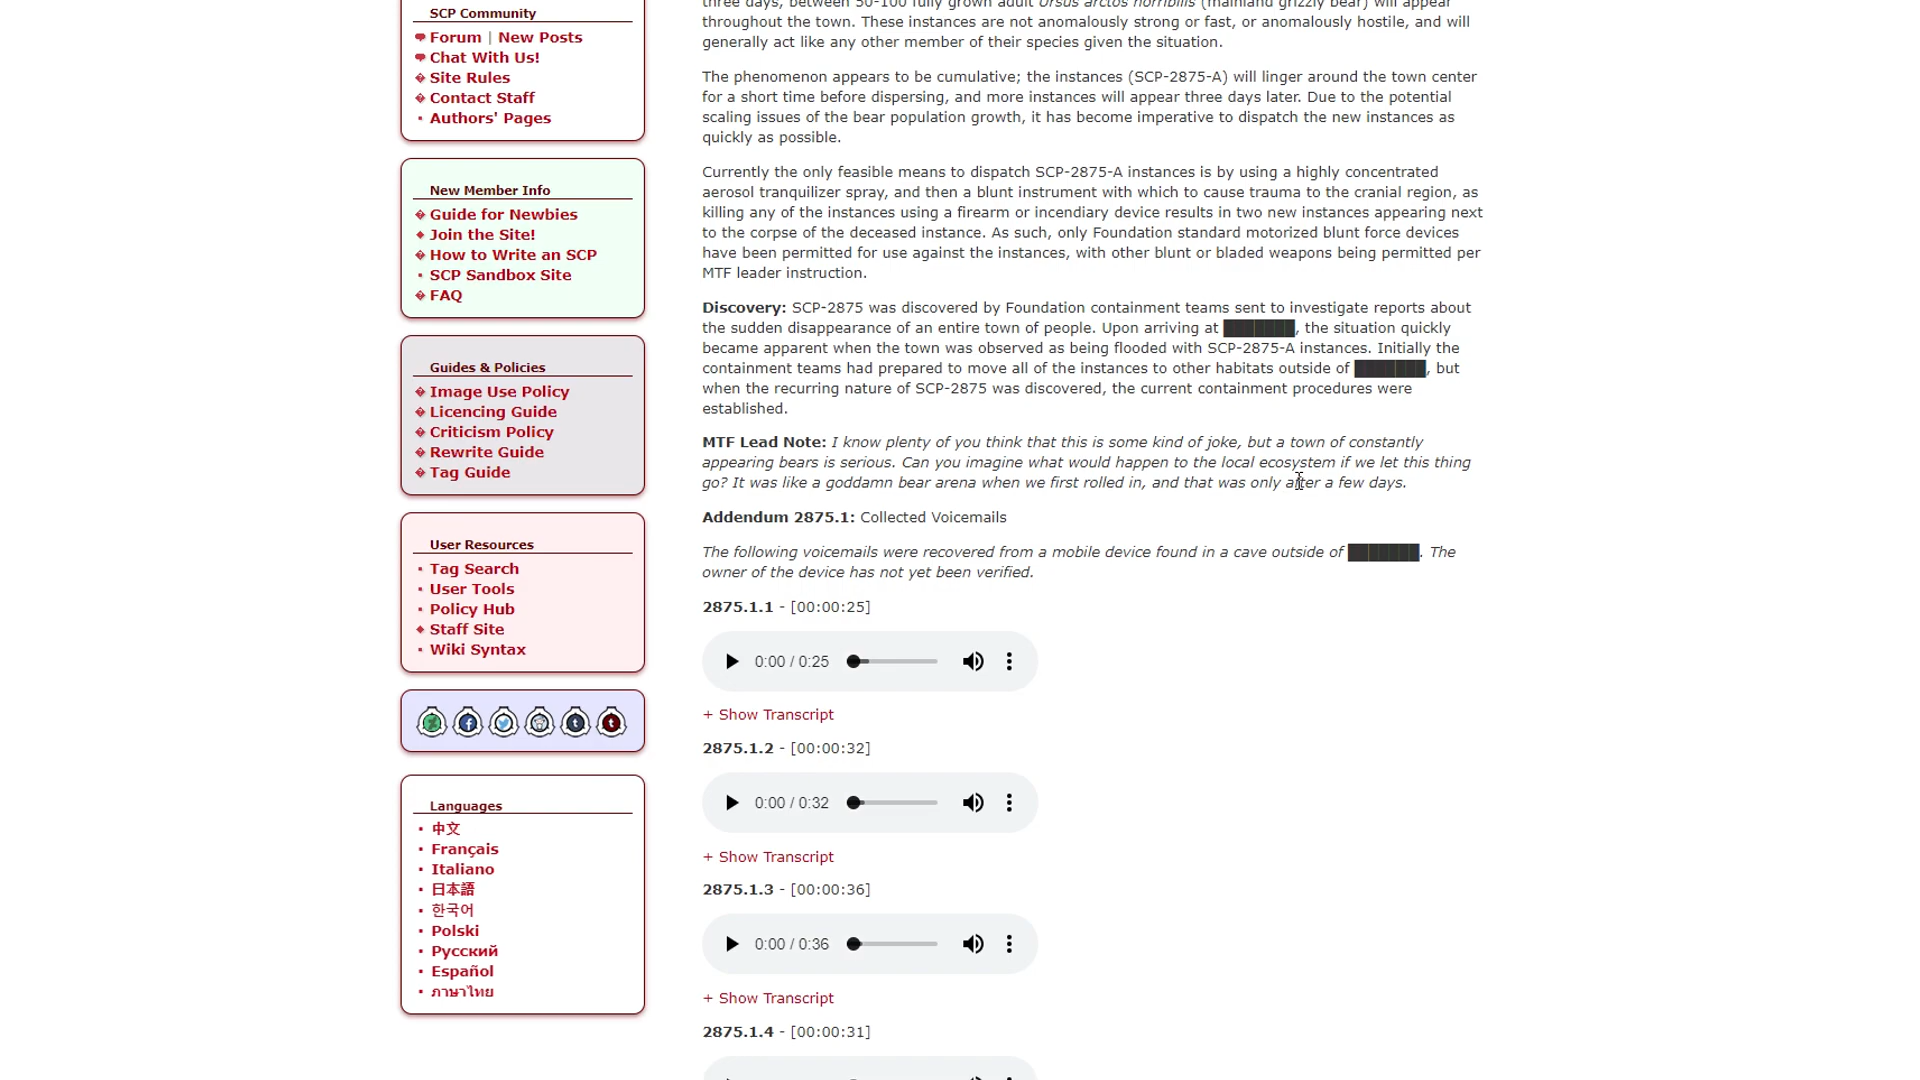 SCP Community
Forum | New Posts
Chat With Us!
Site Rules
Contact Staff
Authors' Pages
New Member Info
Guide for Newbies
Join the Site!
How to Write an SCP
SCP Sandbox Site
FAQ
Guides & Policies
Image Use Policy
Licencing Guide
Criticism Policy
Rewrite Guide
Tag Guide
User Resources
Tag Search
User Tools
Policy Hub
Staff Site
Wiki Syntax
Languages
中文
Français
Italiano
日本語
한국어
Polski
Русский
Español
ภาษาไทย
three days, between 50-100 fully grown adult Ursus arctos horribilis (mainland grizzly bear) will appear
throughout the town. These instances are not anomalously strong or fast, or anomalously hostile, and will
generally act like any other member of their species given the situation.
The phenomenon appears to be cumulative; the instances (SCP-2875-A) will linger around the town center
for a short time before dispersing, and more instances will appear three days later. Due to the potential
scaling issues of the bear population growth, it has become imperative to dispatch the new instances as
quickly as possible.
Currently the only feasible means to dispatch SCP-2875-A instances is by using a highly concentrated
aerosol tranquilizer spray, and then a blunt instrument with which to cause trauma to the cranial region, as
killing any of the instances using a firearm or incendiary device results in two new instances appearing next
to the corpse of the deceased instance. As such, only Foundation standard motorized blunt force devices
have been permitted for use against the instances, with other blunt or bladed weapons being permitted per
MTF leader instruction.
Discovery: SCP-2875 was discovered by Foundation containment teams sent to investigate reports about
the sudden disappearance of an entire town of people. Upon arriving at ███████, the situation quickly
became apparent when the town was observed as being flooded with SCP-2875-A instances. Initially the
containment teams had prepared to move all of the instances to other habitats outside of ███████, but
when the recurring nature of SCP-2875 was discovered, the current containment procedures were
established.
MTF Lead Note: I know plenty of you think that this is some kind of joke, but a town of constantly
appearing bears is serious. Can you imagine what would happen to the local ecosystem if we let this thing
go? It was like a goddamn bear arena when we first rolled in, and that was only after a few days.
Addendum 2875.1: Collected Voicemails
The following voicemails were recovered from a mobile device found in a cave outside of ███████. The
owner of the device has not yet been verified.
2875.1.1 - [00:00:25]
0:00 / 0:25
+ Show Transcript
2875.1.2 - [00:00:32]
0:00 / 0:32
+ Show Transcript
2875.1.3 - [00:00:36]
0:00 / 0:36
+ Show Transcript
2875.1.4 - [00:00:31]